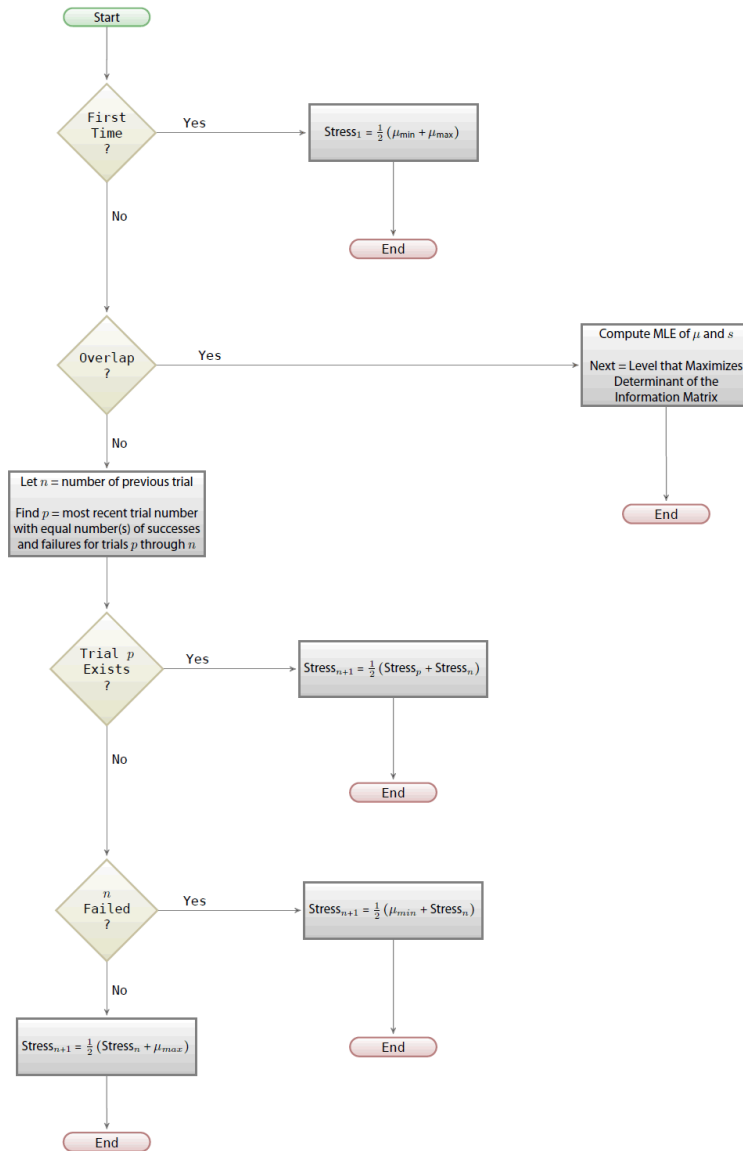 Start
First
Time
?
Yes
Stress₁ = ½ (μmin + μmax)
No
End
Overlap
?
Yes
Compute MLE of μ and s
Next = Level that Maximizes
Determinant of the
Information Matrix
No
Let n = number of previous trial
Find p = most recent trial number
with equal number(s) of successes
and failures for trials p through n
End
Trial p
Exists
?
Yes
Stressₙ₊₁ = ½ (Stressₚ + Stressₙ)
No
End
n
Failed
?
Yes
Stressₙ₊₁ = ½ (μmin + Stressₙ)
No
Stressₙ₊₁ = ½ (Stressₙ + μmax)
End
End